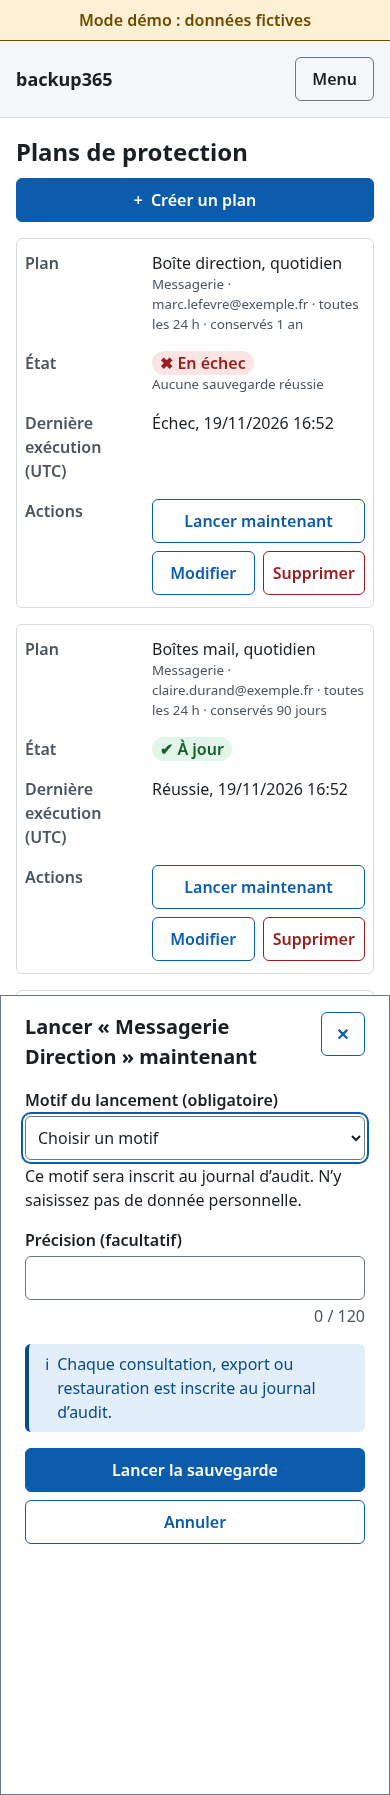 Mode démo : données fictives
backup365
Menu
Plans de protection
+ Créer un plan
Plan
Boîte direction, quotidien
Messagerie ·
marc.lefevre@exemple.fr · toutes
les 24 h · conservés 1 an
État
✖ En échec
Aucune sauvegarde réussie
Dernière
exécution
(UTC)
Échec, 19/11/2026 16:52
Actions
Lancer maintenant
Modifier
Supprimer
Plan
Boîtes mail, quotidien
Messagerie ·
claire.durand@exemple.fr · toutes
les 24 h · conservés 90 jours
État
✔ À jour
Dernière
exécution
(UTC)
Réussie, 19/11/2026 16:52
Actions
Lancer maintenant
Modifier
Supprimer
Lancer « Messagerie
Direction » maintenant
✕
Motif du lancement (obligatoire)
Choisir un motif
Ce motif sera inscrit au journal d’audit. N’y
saisissez pas de donnée personnelle.
Précision (facultatif)
0 / 120
i Chaque consultation, export ou
restauration est inscrite au journal
d’audit.
Lancer la sauvegarde
Annuler